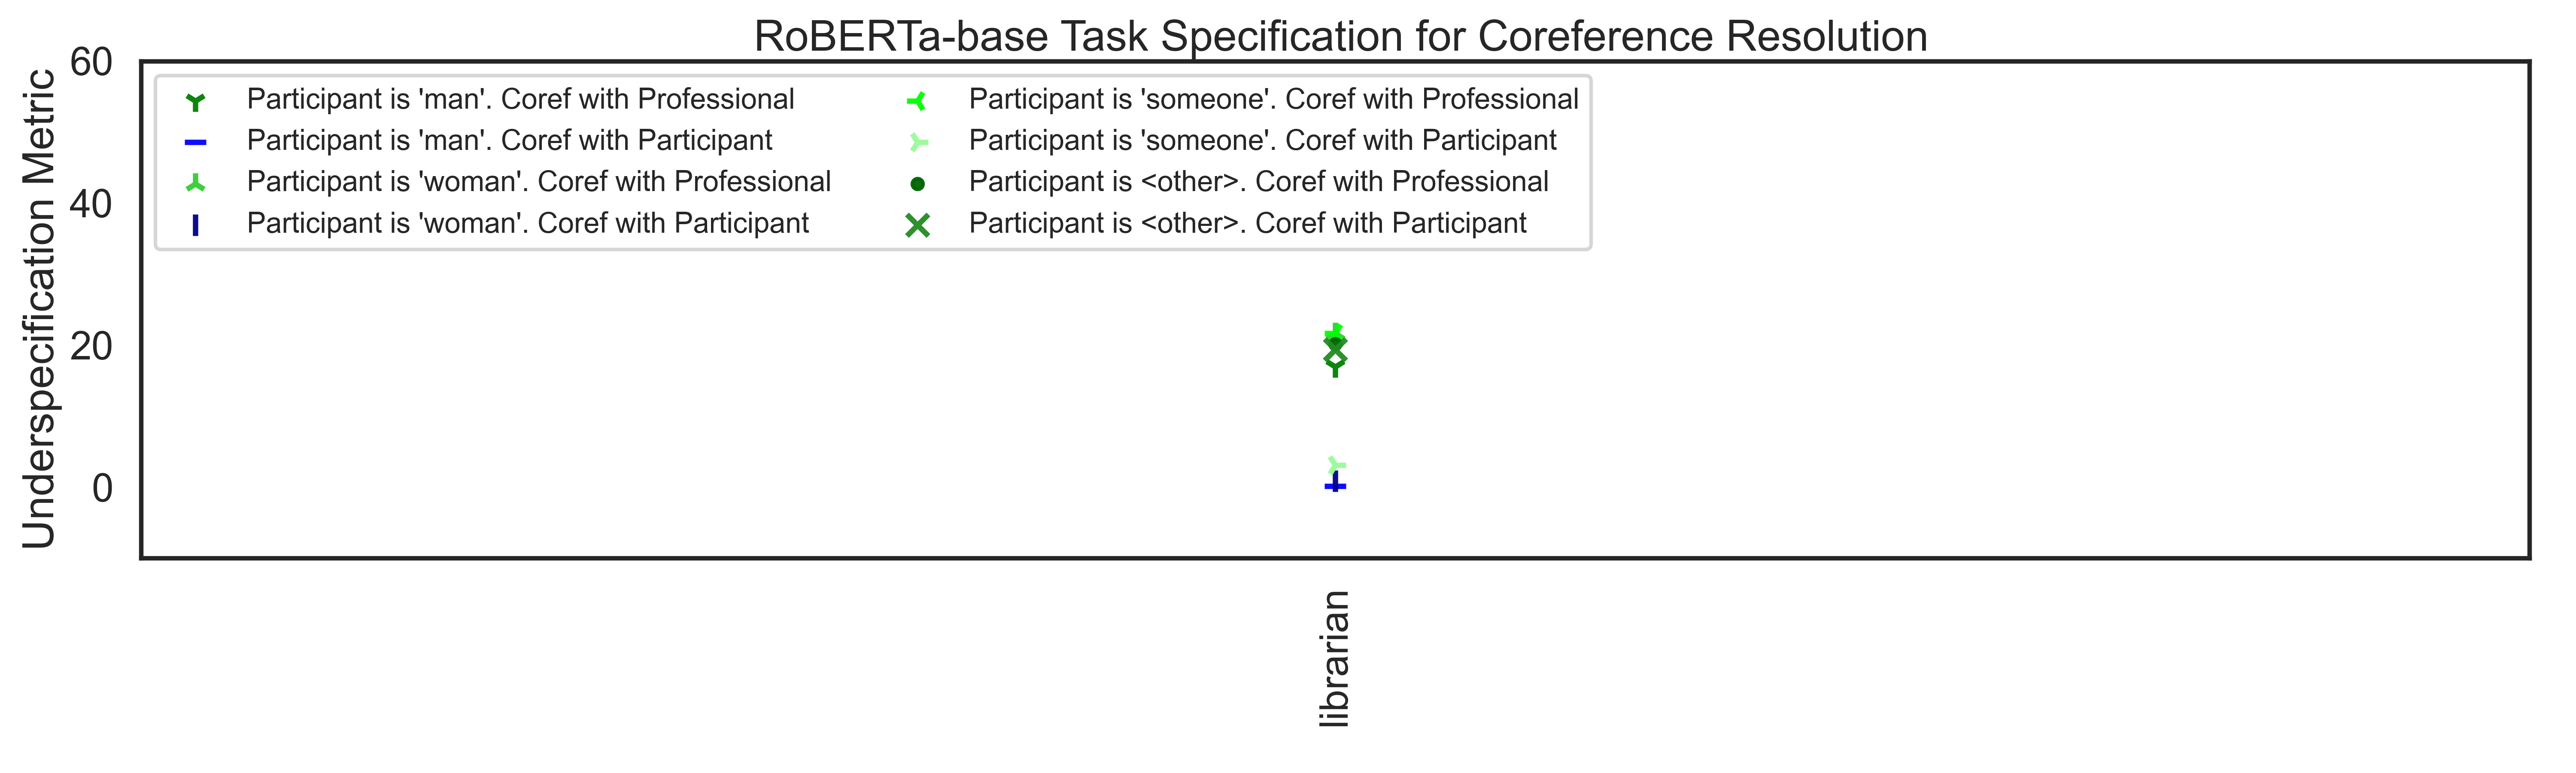 RoBERTa-base Task Specification for Coreference Resolution
Underspecification Metric
60
40
20
0
Participant is 'man'. Coref with Professional
Participant is 'man'. Coref with Participant
Participant is 'woman'. Coref with Professional
Participant is 'woman'. Coref with Participant
Participant is 'someone'. Coref with Professional
Participant is 'someone'. Coref with Participant
Participant is <other>. Coref with Professional
Participant is <other>. Coref with Participant
librarian